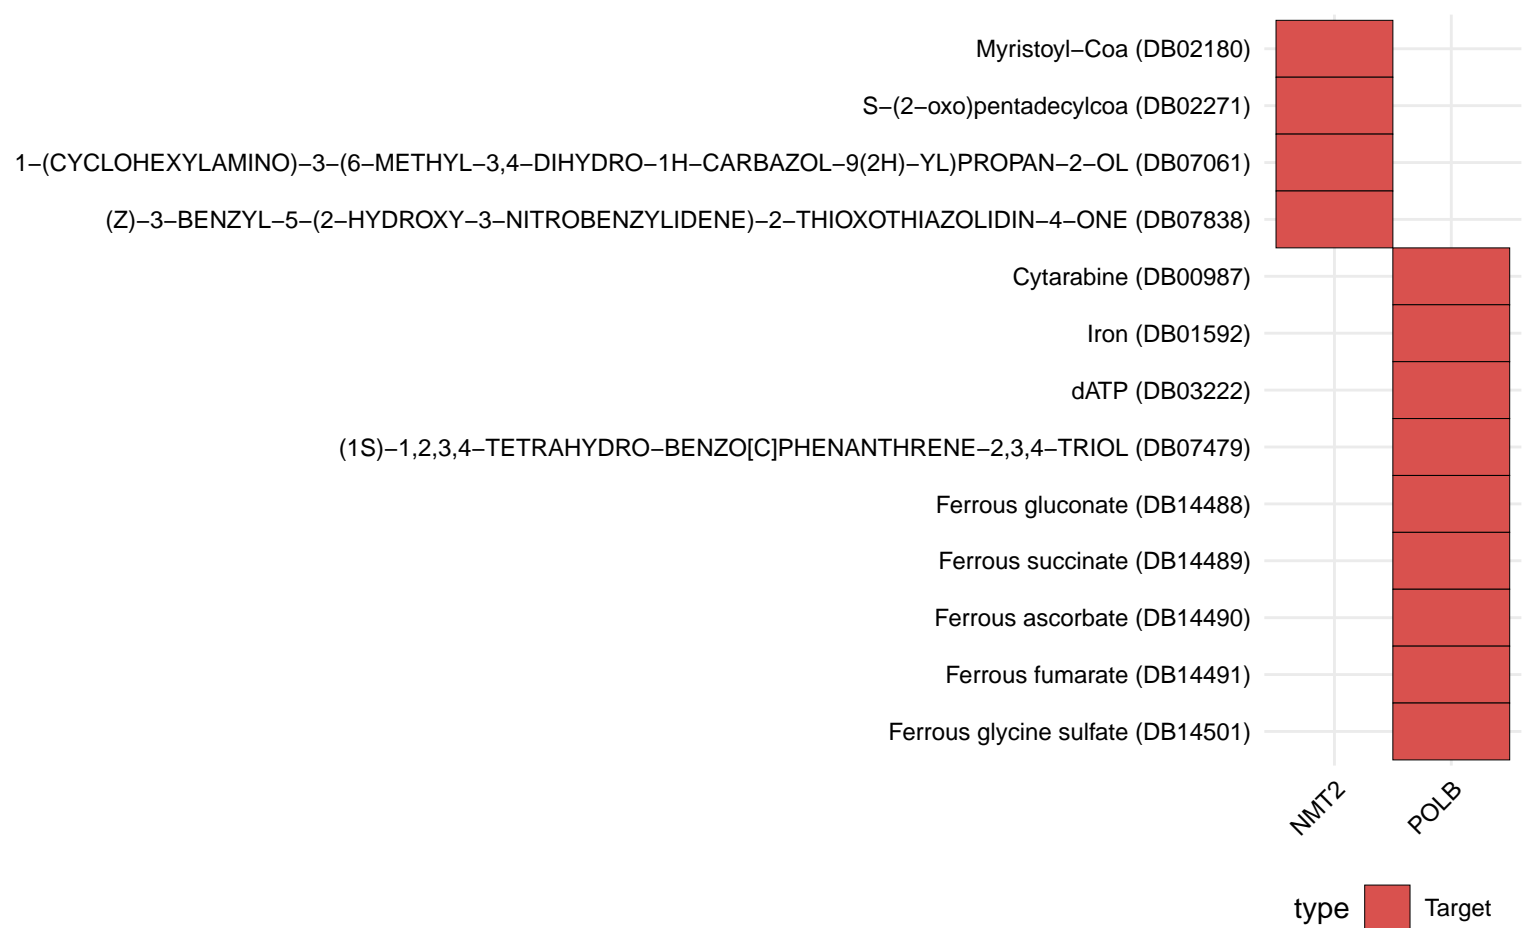 Myristoyl−Coa (DB02180)
S−(2−oxo)pentadecylcoa (DB02271)
1−(CYCLOHEXYLAMINO)−3−(6−METHYL−3,4−DIHYDRO−1H−CARBAZOL−9(2H)−YL)PROPAN−2−OL (DB07061)
(Z)−3−BENZYL−5−(2−HYDROXY−3−NITROBENZYLIDENE)−2−THIOXOTHIAZOLIDIN−4−ONE (DB07838)
Cytarabine (DB00987)
Iron (DB01592)
dATP (DB03222)
(1S)−1,2,3,4−TETRAHYDRO−BENZO[C]PHENANTHRENE−2,3,4−TRIOL (DB07479)
Ferrous gluconate (DB14488)
Ferrous succinate (DB14489)
Ferrous ascorbate (DB14490)
Ferrous fumarate (DB14491)
Ferrous glycine sulfate (DB14501)
NMT2
POLB
type
Target